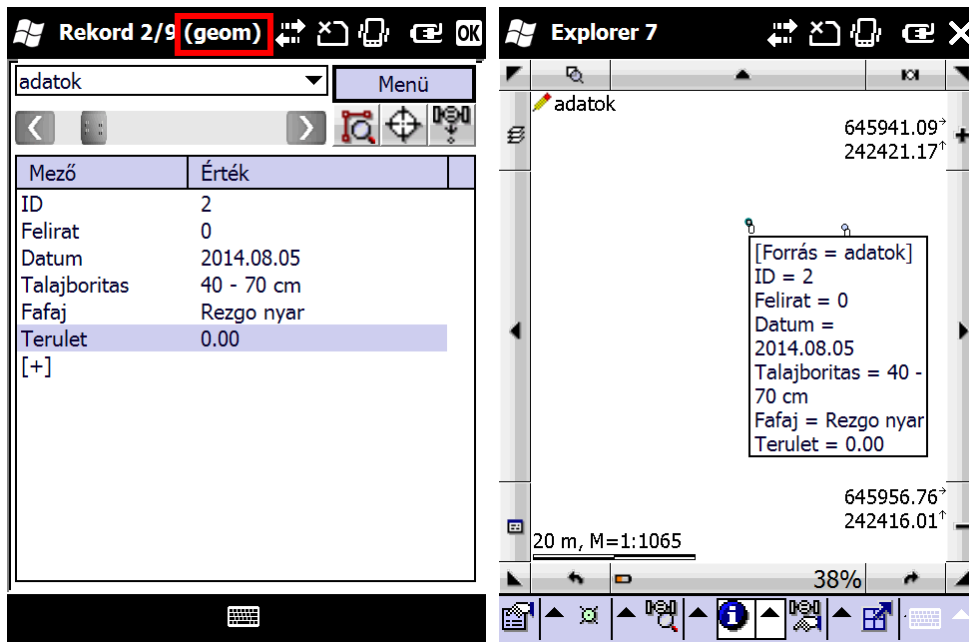 Rekord 2/9 (geom)
OK
adatok
Menü
Mező Érték
ID 2
Felirat 0
Datum 2014.08.05
Talajboritas 40 - 70 cm
Fafaj Rezgo nyar
Terulet 0.00
[+]
Explorer 7
adatok
645941.09
242421.17
[Forrás = adatok]
ID = 2
Felirat = 0
Datum =
2014.08.05
Talajboritas = 40 -
70 cm
Fafaj = Rezgo nyar
Terulet = 0.00
645956.76
242416.01
20 m, M=1:1065
38%